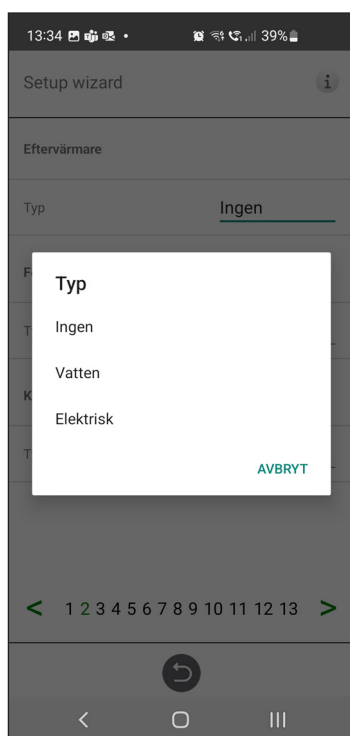 13:34 39%
Setup wizard i
Eftervärmare
Typ Ingen
Typ
Ingen
Vatten
Elektrisk
AVBRYT
< 1 2 3 4 5 6 7 8 9 10 11 12 13 >